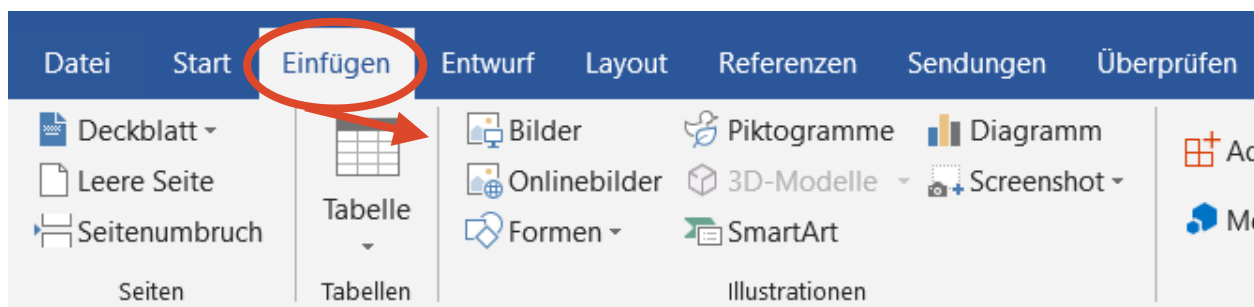 Datei Start Einfügen Entwurf Layout Referenzen Sendungen Überprüfen
Deckblatt
Leere Seite
Seitenumbruch
Seiten
Tabelle
Tabellen
Bilder Piktogramme Diagramm
Onlinebilder 3D-Modelle Screenshot
Formen SmartArt
Illustrationen